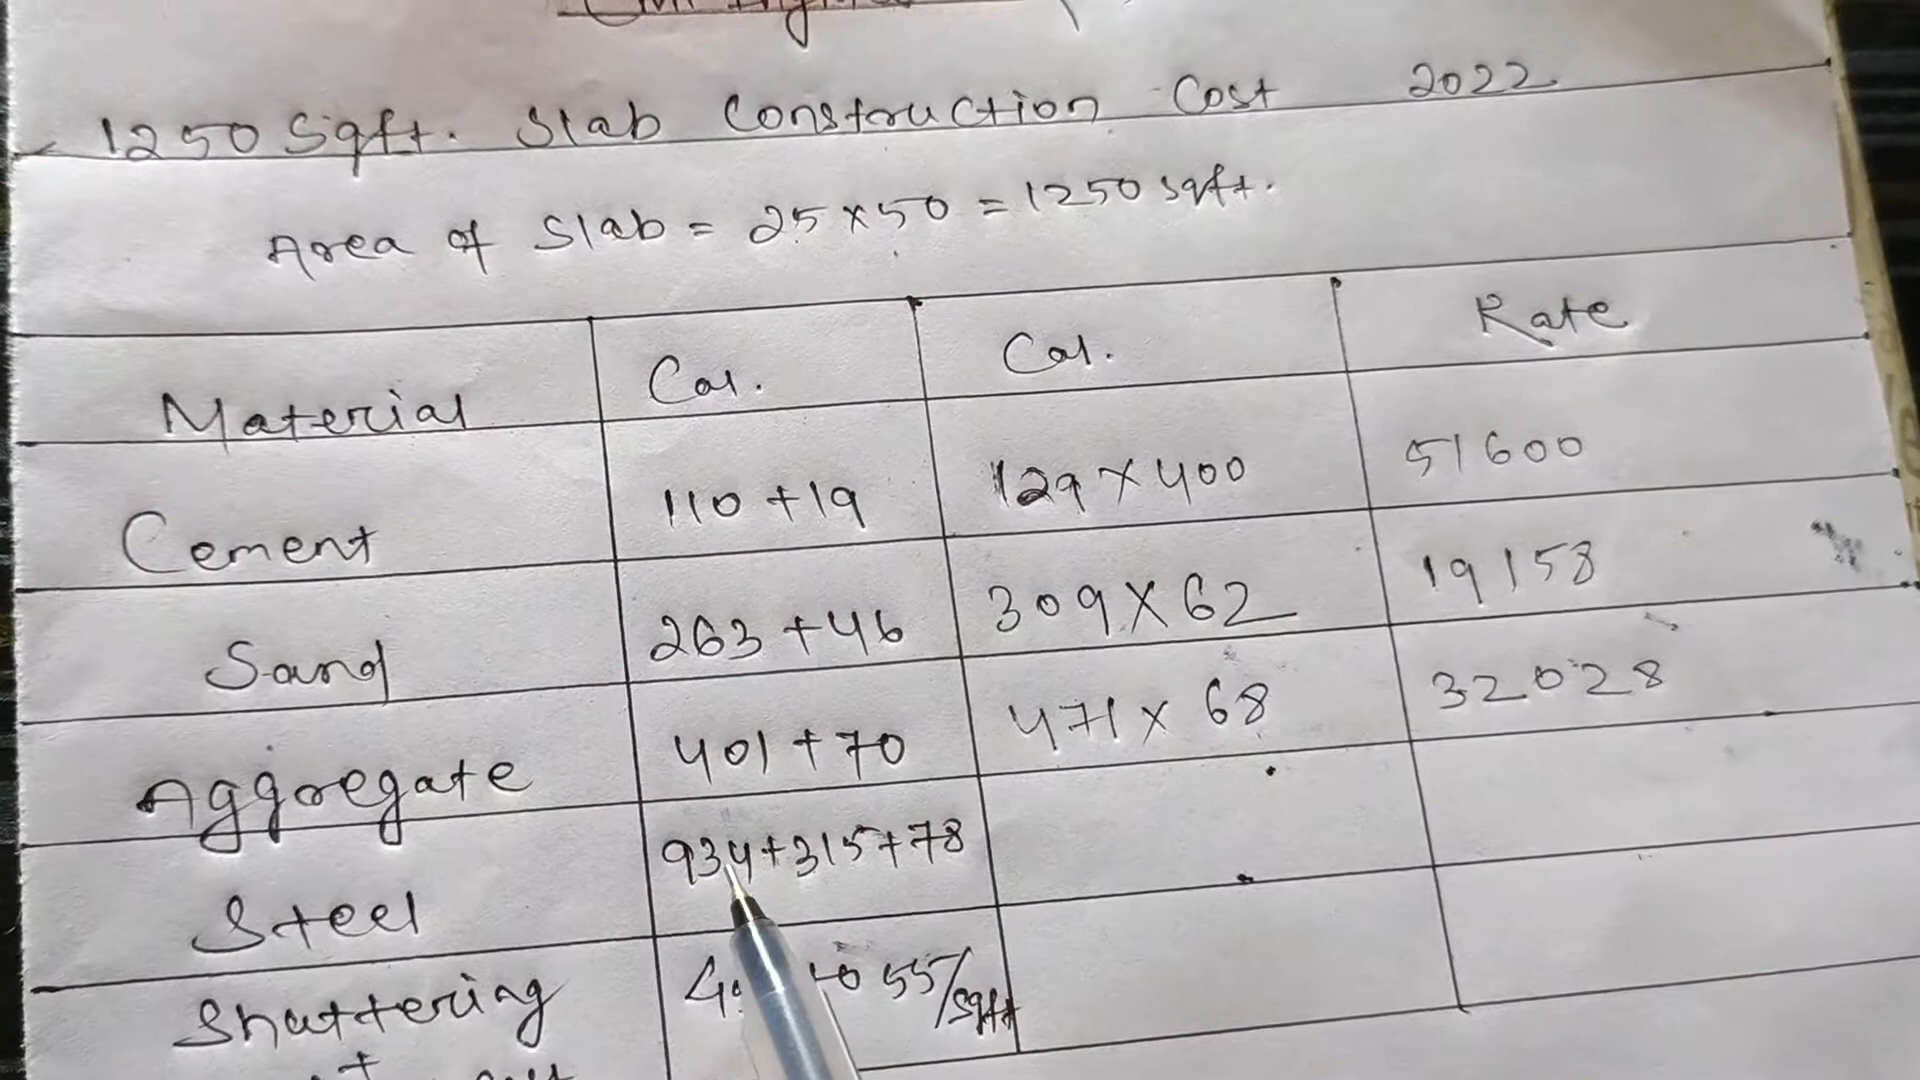 1250 Sqft. Slab Construction Cost 2022
Area of Slab = 25 × 50 = 1250 sqft.
Material Cal. Cal. Rate
Cement 110 + 19 129 × 400 51600
Sand 263 + 46 309 × 62 19158
Aggregate 401 + 70 471 × 68 32028
Steel 934+315+78
Shuttering 55/sqft